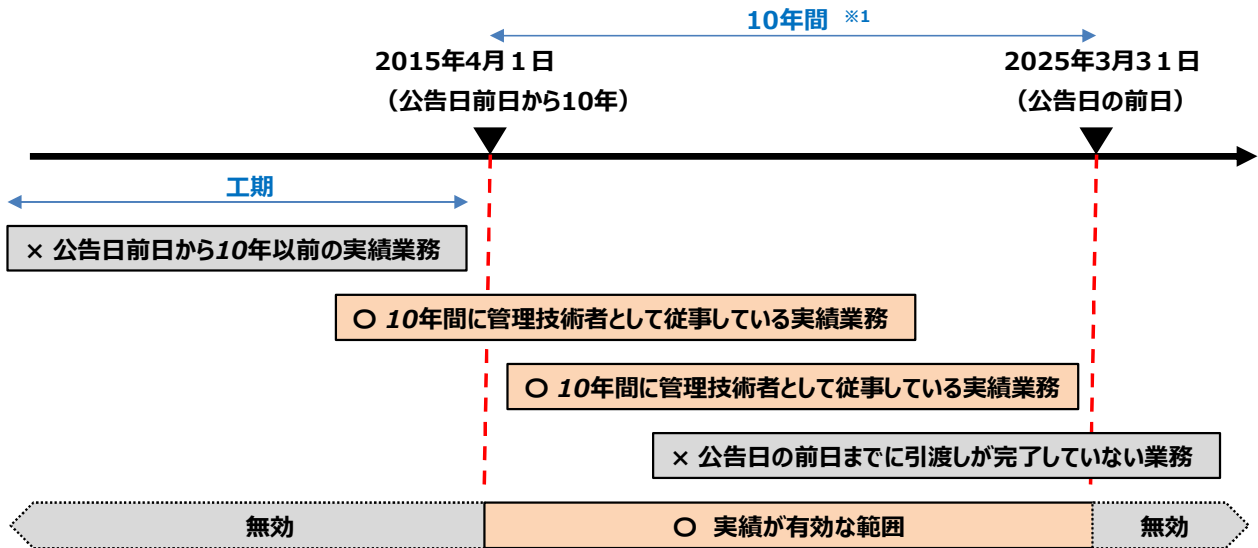 10年間 ※1
2015年4月１日
（公告日前日から10年）
2025年3月３１日
（公告日の前日）
工期
× 公告日前日から10年以前の実績業務
〇 10年間に管理技術者として従事している実績業務
〇 10年間に管理技術者として従事している実績業務
× 公告日の前日までに引渡しが完了していない業務
無効
〇 実績が有効な範囲
無効